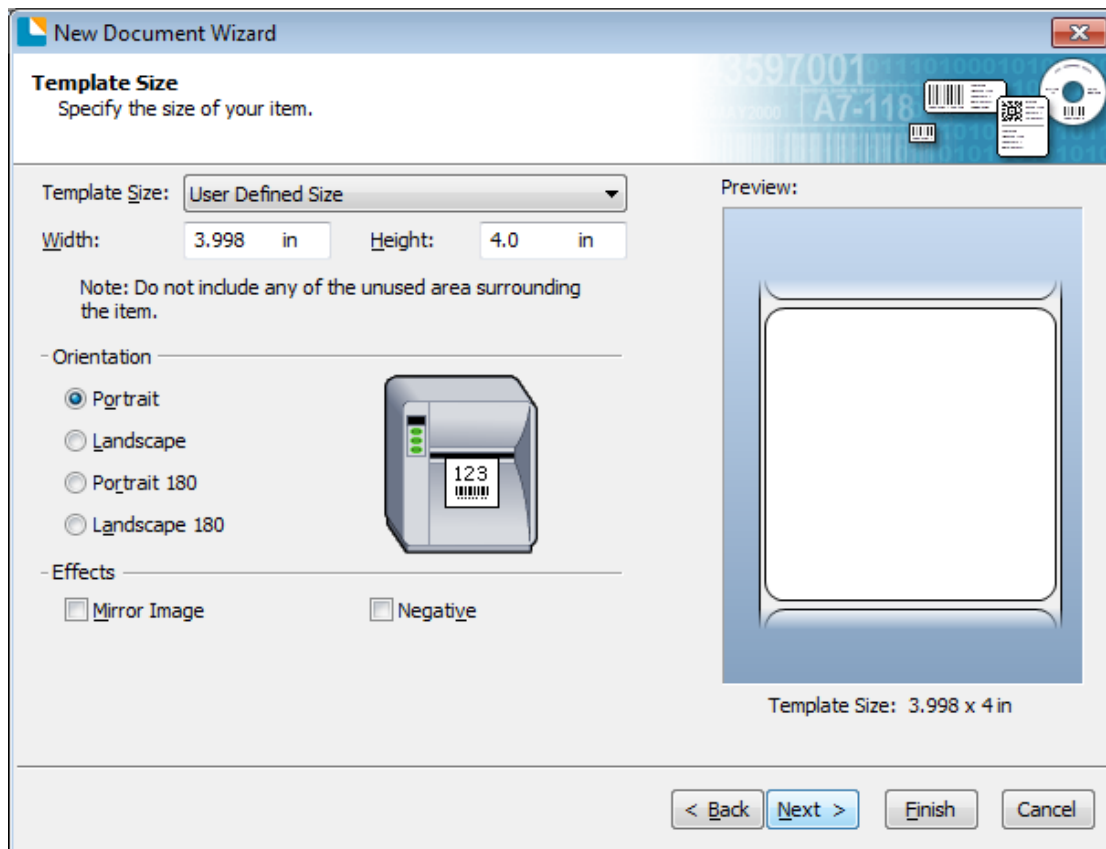 New Document Wizard
Template Size
Specify the size of your item.
3597001
A7-118
Template Size: User Defined Size
Preview:
Width: 3.998 in Height: 4.0 in
Note: Do not include any of the unused area surrounding
the item.
Orientation
Portrait
Landscape
Portrait 180
Landscape 180
123
Effects
Mirror Image Negative
Template Size: 3.998 x 4 in
< Back Next > Finish Cancel